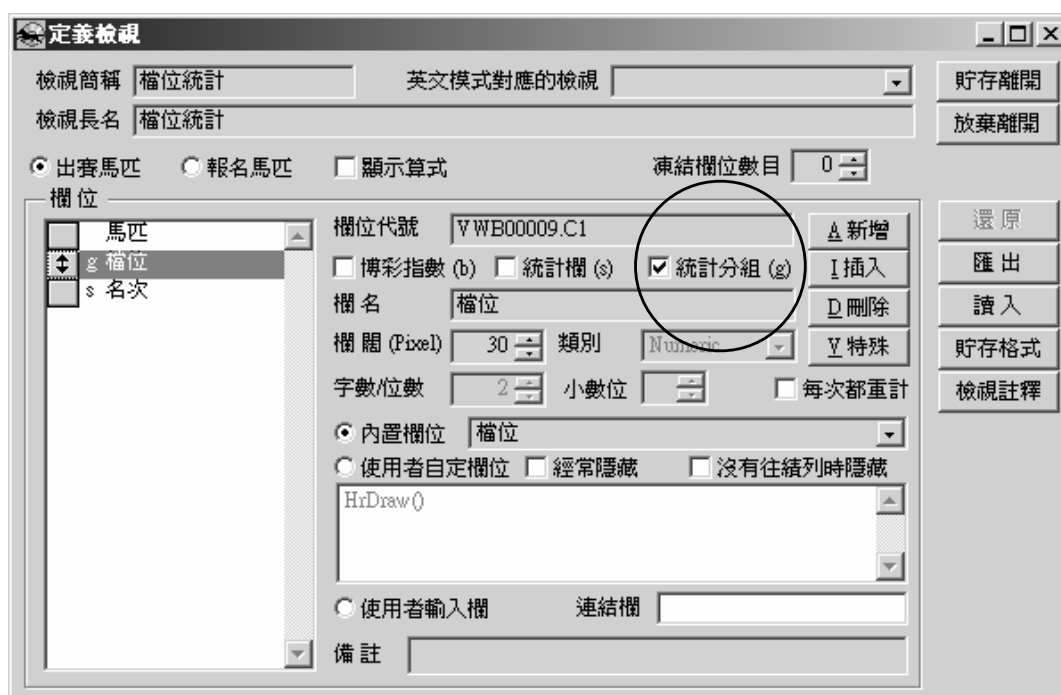 定義檢視
檢視簡稱 檔位統計 英文模式對應的檢視 貯存離開
檢視長名 檔位統計 放棄離開
出賽馬匹 報名馬匹 顯示算式 凍結欄位數目 0
欄位
馬匹 欄位代號 VWB00009.C1 A 新增 還原
g 檔位 博彩指數 (b) 統計欄 (s) 統計分組 (g) I 插入 匯出
s 名次 欄名 檔位 D 刪除 讀入
欄闊 (Pixel) 30 類別 Numeric V 特殊 貯存格式
字數/位數 2 小數位 每次都重計 檢視註釋
內置欄位 檔位
使用者自定欄位 經常隱藏 沒有往績列時隱藏
HrDraw()
使用者輸入欄 連結欄
備註